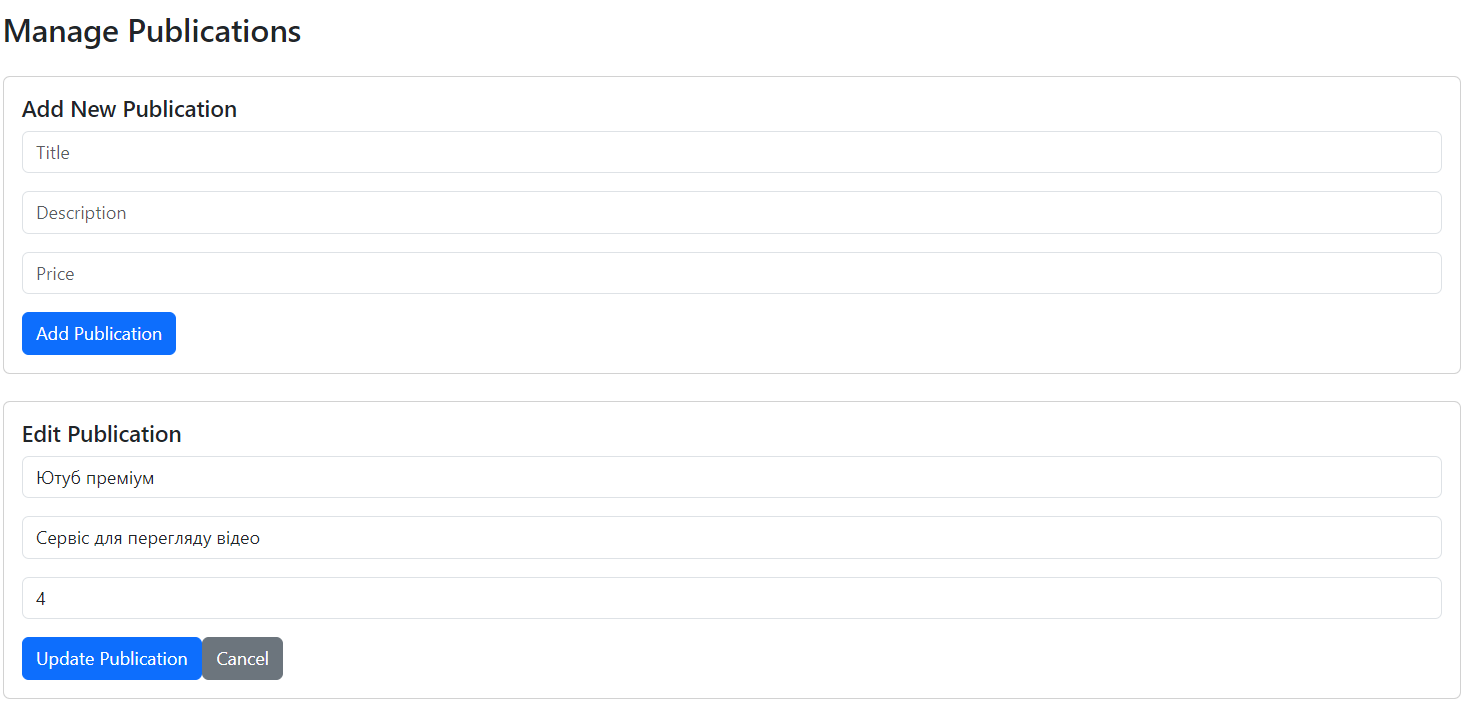 Manage Publications
Add New Publication
Title
Description
Price
Add Publication
Edit Publication
Ютуб преміум
Сервіс для перегляду відео
4
Update Publication Cancel